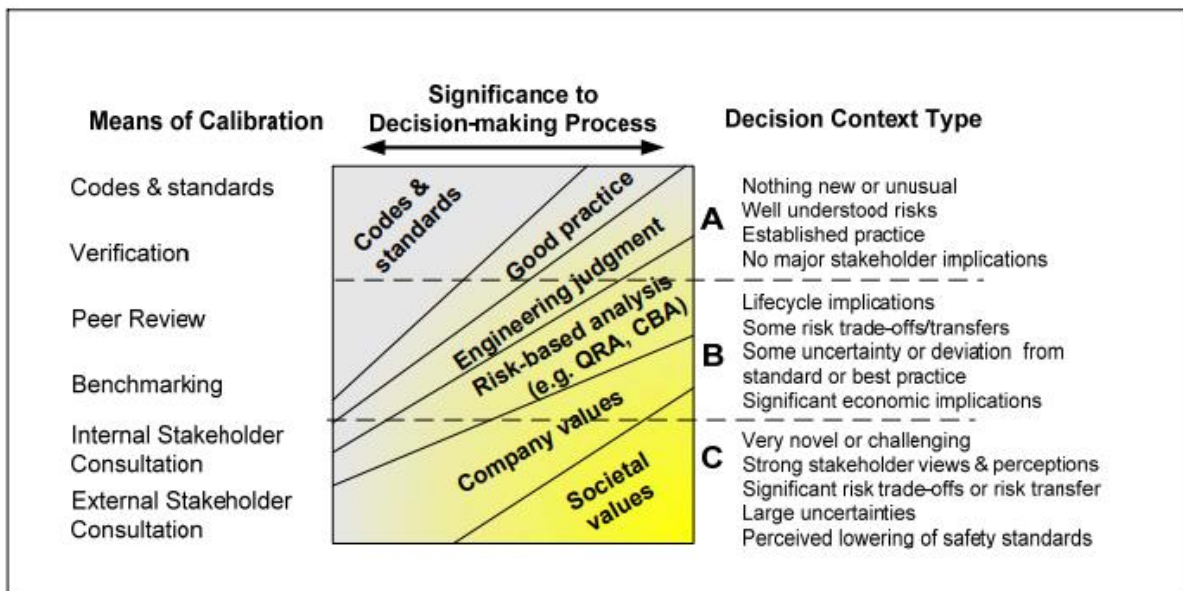 Means of Calibration
Significance to
Decision-making Process
Decision Context Type
Codes & standards
Verification
Peer Review
Benchmarking
Internal Stakeholder
Consultation
External Stakeholder
Consultation
Codes &
standards
Good practice
Engineering judgment
Risk-based analysis
(e.g. QRA, CBA)
Company values
Societal
values
A
Nothing new or unusual
Well understood risks
Established practice
No major stakeholder implications
B
Lifecycle implications
Some risk trade-offs/transfers
Some uncertainty or deviation from
standard or best practice
Significant economic implications
C
Very novel or challenging
Strong stakeholder views & perceptions
Significant risk trade-offs or risk transfer
Large uncertainties
Perceived lowering of safety standards